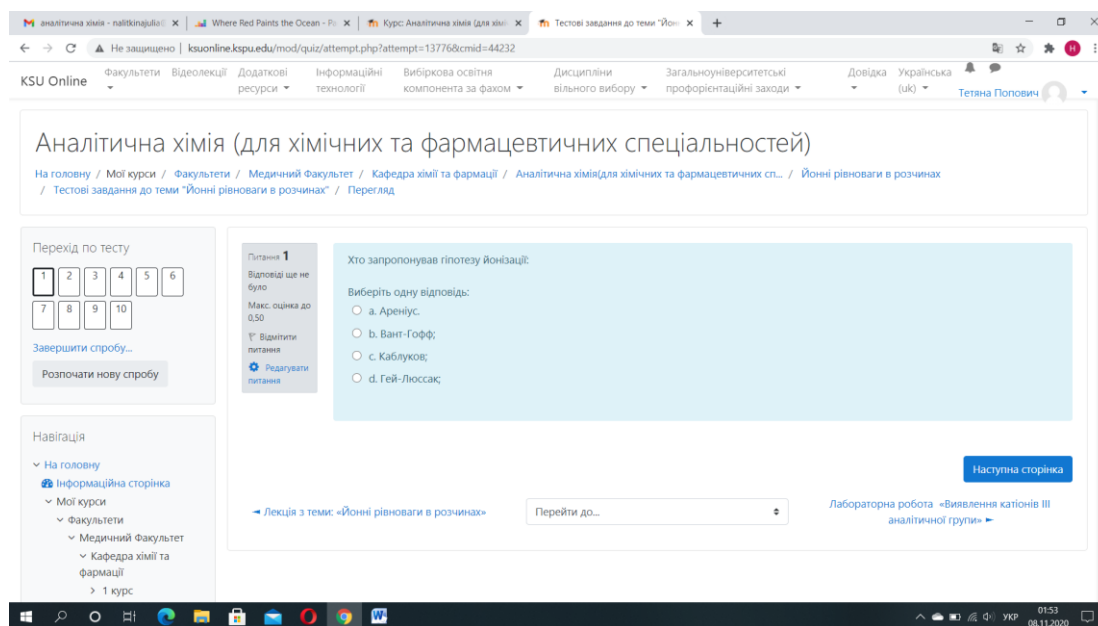 аналітична хімія - nalitkinajulia@
Where Red Paints the Ocean - Pa
Курс: Аналітична хімія (для хімі
Тестові завдання до теми "Йон
Не защищено | ksuonline.kspu.edu/mod/quiz/attempt.php?attempt=13776&cmid=44232
Н
KSU Online
Факультети
Відеолекції
Додаткові ресурси
Інформаційні технології
Вибіркова освітня компонента за фахом
Дисципліни вільного вибору
Загальноуніверситетські профорієнтаційні заходи
Довідка
Українська (uk)
Тетяна Попович
Аналітична хімія (для хімічних та фармацевтичних спеціальностей)
На головну / Мої курси / Факультети / Медичний Факультет / Кафедра хімії та фармації / Аналітична хімія(для хімічних та фармацевтичних сп... / Йонні рівноваги в розчинах
/ Тестові завдання до теми "Йонні рівноваги в розчинах" / Перегляд
Перехід по тесту
1 2 3 4 5 6
7 8 9 10
Завершити спробу...
Розпочати нову спробу
Питання 1
Відповіді ще не
було
Макс. оцінка до
0,50
Відмітити
питання
Редагувати
питання
Хто запропонував гіпотезу йонізації:
Виберіть одну відповідь:
a. Ареніус.
b. Вант-Гофф;
c. Каблуков;
d. Гей-Люссак;
Навігація
На головну
Інформаційна сторінка
Мої курси
Факультети
Медичний Факультет
Кафедра хімії та
фармації
1 курс
Наступна сторінка
◄ Лекція з теми: «Йонні рівноваги в розчинах»
Перейти до...
Лабораторна робота «Виявлення катіонів III
аналітичної групи» ►
УКР
01:53
08.11.2020